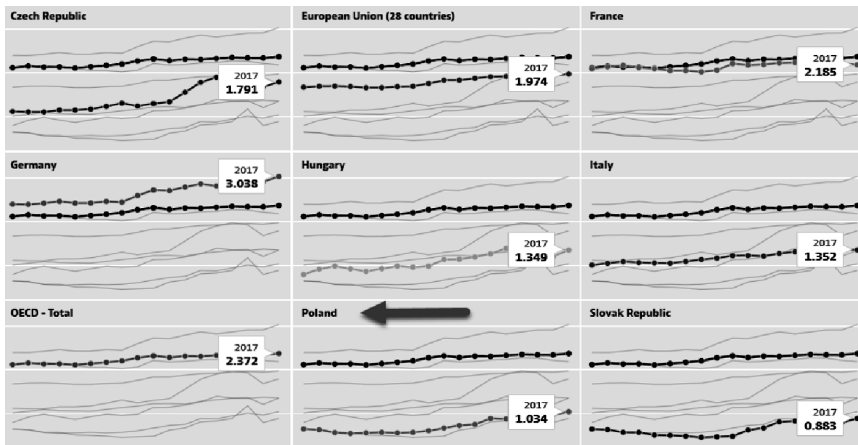 Czech Republic
European Union (28 countries)
France
2017
1.791
2017
1.974
2017
2.185
Germany
Hungary
Italy
2017
3.038
2017
1.349
2017
1.352
OECD - Total
Poland
Slovak Republic
2017
2.372
2017
1.034
2017
0.883